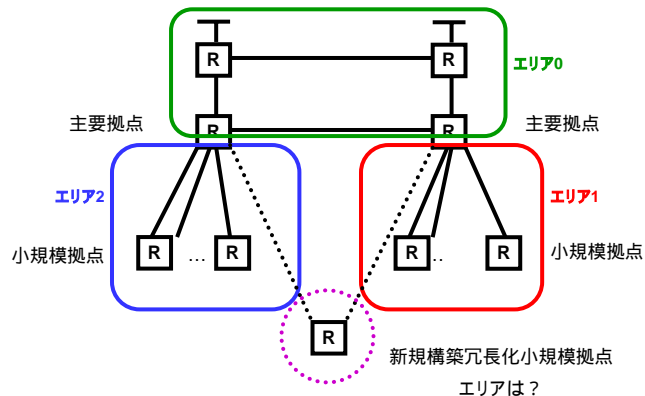 R
R
エリア0
主要拠点
R
R
主要拠点
エリア2
エリア1
小規模拠点
R
...
R
R
..
R
小規模拠点
R
新規構築冗長化小規模拠点
エリアは？